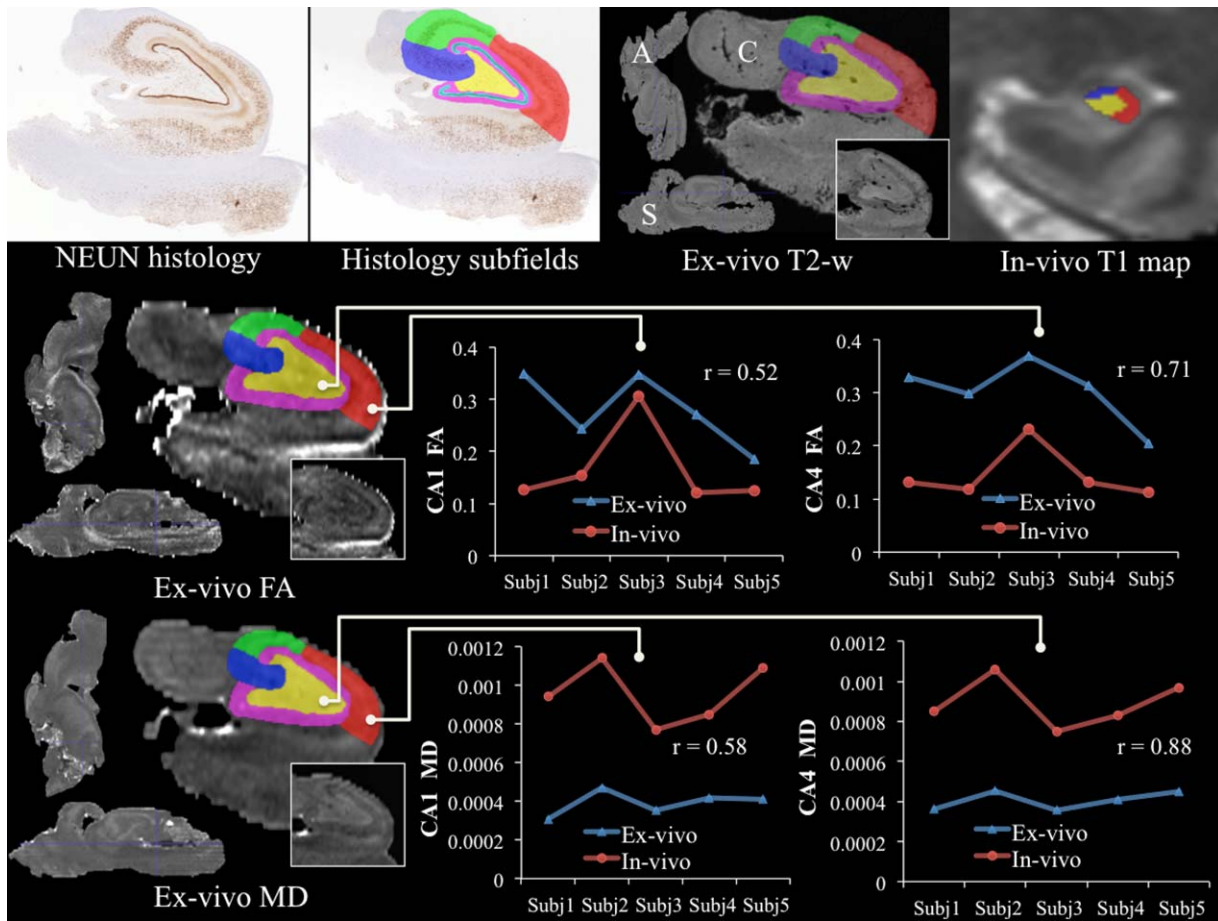 A
C
S
NEUN histology
Histology subfields
Ex-vivo T2-w
In-vivo T1 map
0.4
0.3
0.2
0.1
0
CA1 FA
r = 0.52
Ex-vivo
In-vivo
Subj1 Subj2 Subj3 Subj4 Subj5
0.4
0.3
0.2
0.1
0
CA4 FA
r = 0.71
Ex-vivo
In-vivo
Subj1 Subj2 Subj3 Subj4 Subj5
Ex-vivo FA
0.0012
0.001
0.0008
0.0006
0.0004
0.0002
0
CA1 MD
r = 0.58
Ex-vivo
In-vivo
Subj1 Subj2 Subj3 Subj4 Subj5
0.0012
0.001
0.0008
0.0006
0.0004
0.0002
0
CA4 MD
r = 0.88
Ex-vivo
In-vivo
Subj1 Subj2 Subj3 Subj4 Subj5
Ex-vivo MD